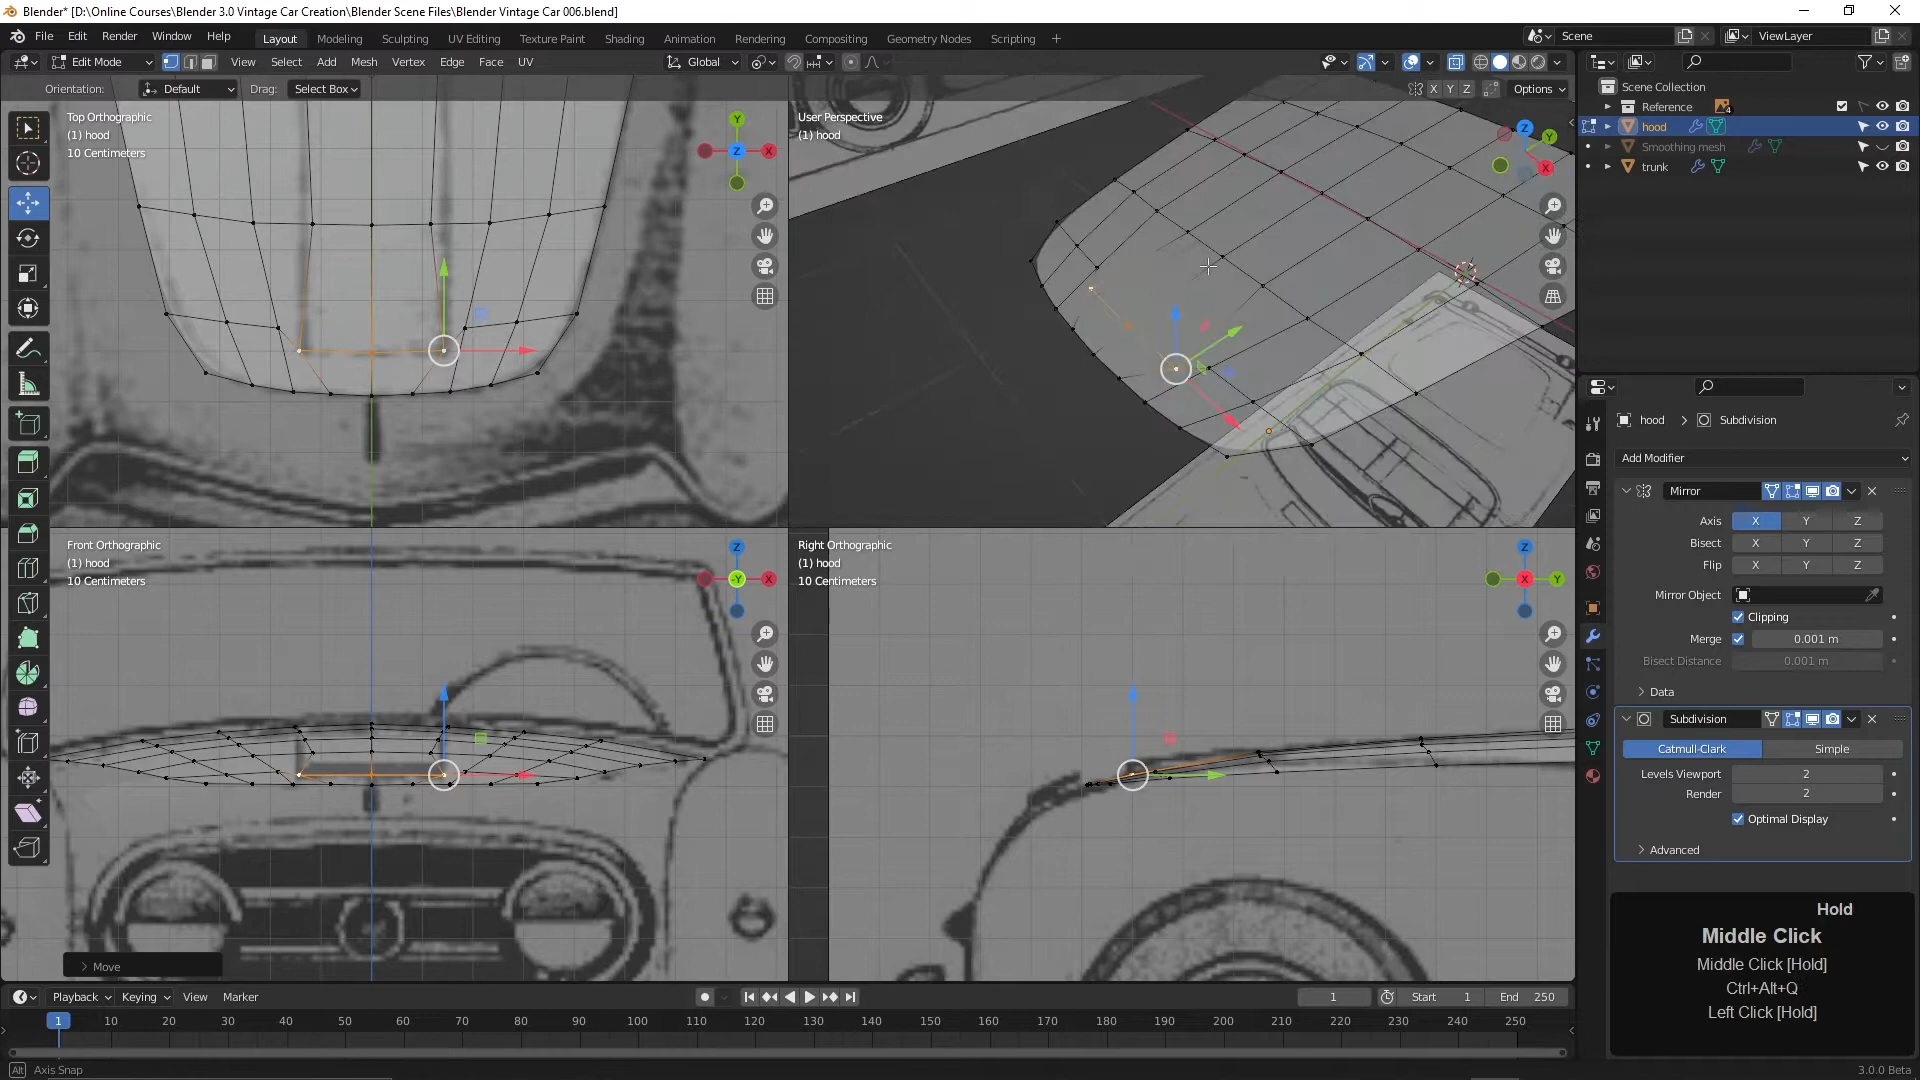 Blender* [D:\Online Courses\Blender 3.0 Vintage Car Creation\Blender Scene Files\Blender Vintage Car 006.blend]
File Edit Render Window Help Layout Modeling Sculpting UV Editing Texture Paint Shading Animation Rendering Compositing Geometry Nodes Scripting + Scene ViewLayer
Edit Mode View Select Add Mesh Vertex Edge Face UV Global
Orientation: Default Drag: Select Box X Y Z Options
Top Orthographic
(1) hood
10 Centimeters
Y
Z X
User Perspective
(1) hood
Z Y X
Front Orthographic
(1) hood
10 Centimeters
Z
-Y X
Right Orthographic
(1) hood
10 Centimeters
Z
X Y
Move
Scene Collection
Reference 4
hood
Smoothing mesh
trunk
hood > Subdivision
Add Modifier
Mirror
Axis X Y Z
Bisect X Y Z
Flip X Y Z
Mirror Object
Clipping
Merge 0.001 m
Bisect Distance 0.001 m
Data
Subdivision
Catmull-Clark Simple
Levels Viewport 2
Render 2
Optimal Display
Advanced
Hold
Middle Click
Middle Click [Hold]
Ctrl+Alt+Q
Left Click [Hold]
Playback Keying View Marker 1 Start 1 End 250
1 10 20 30 40 50 60 70 80 90 100 110 120 130 140 150 160 170 180 190 200 210 220 230 240 250
Alt Axis Snap 3.0.0 Beta